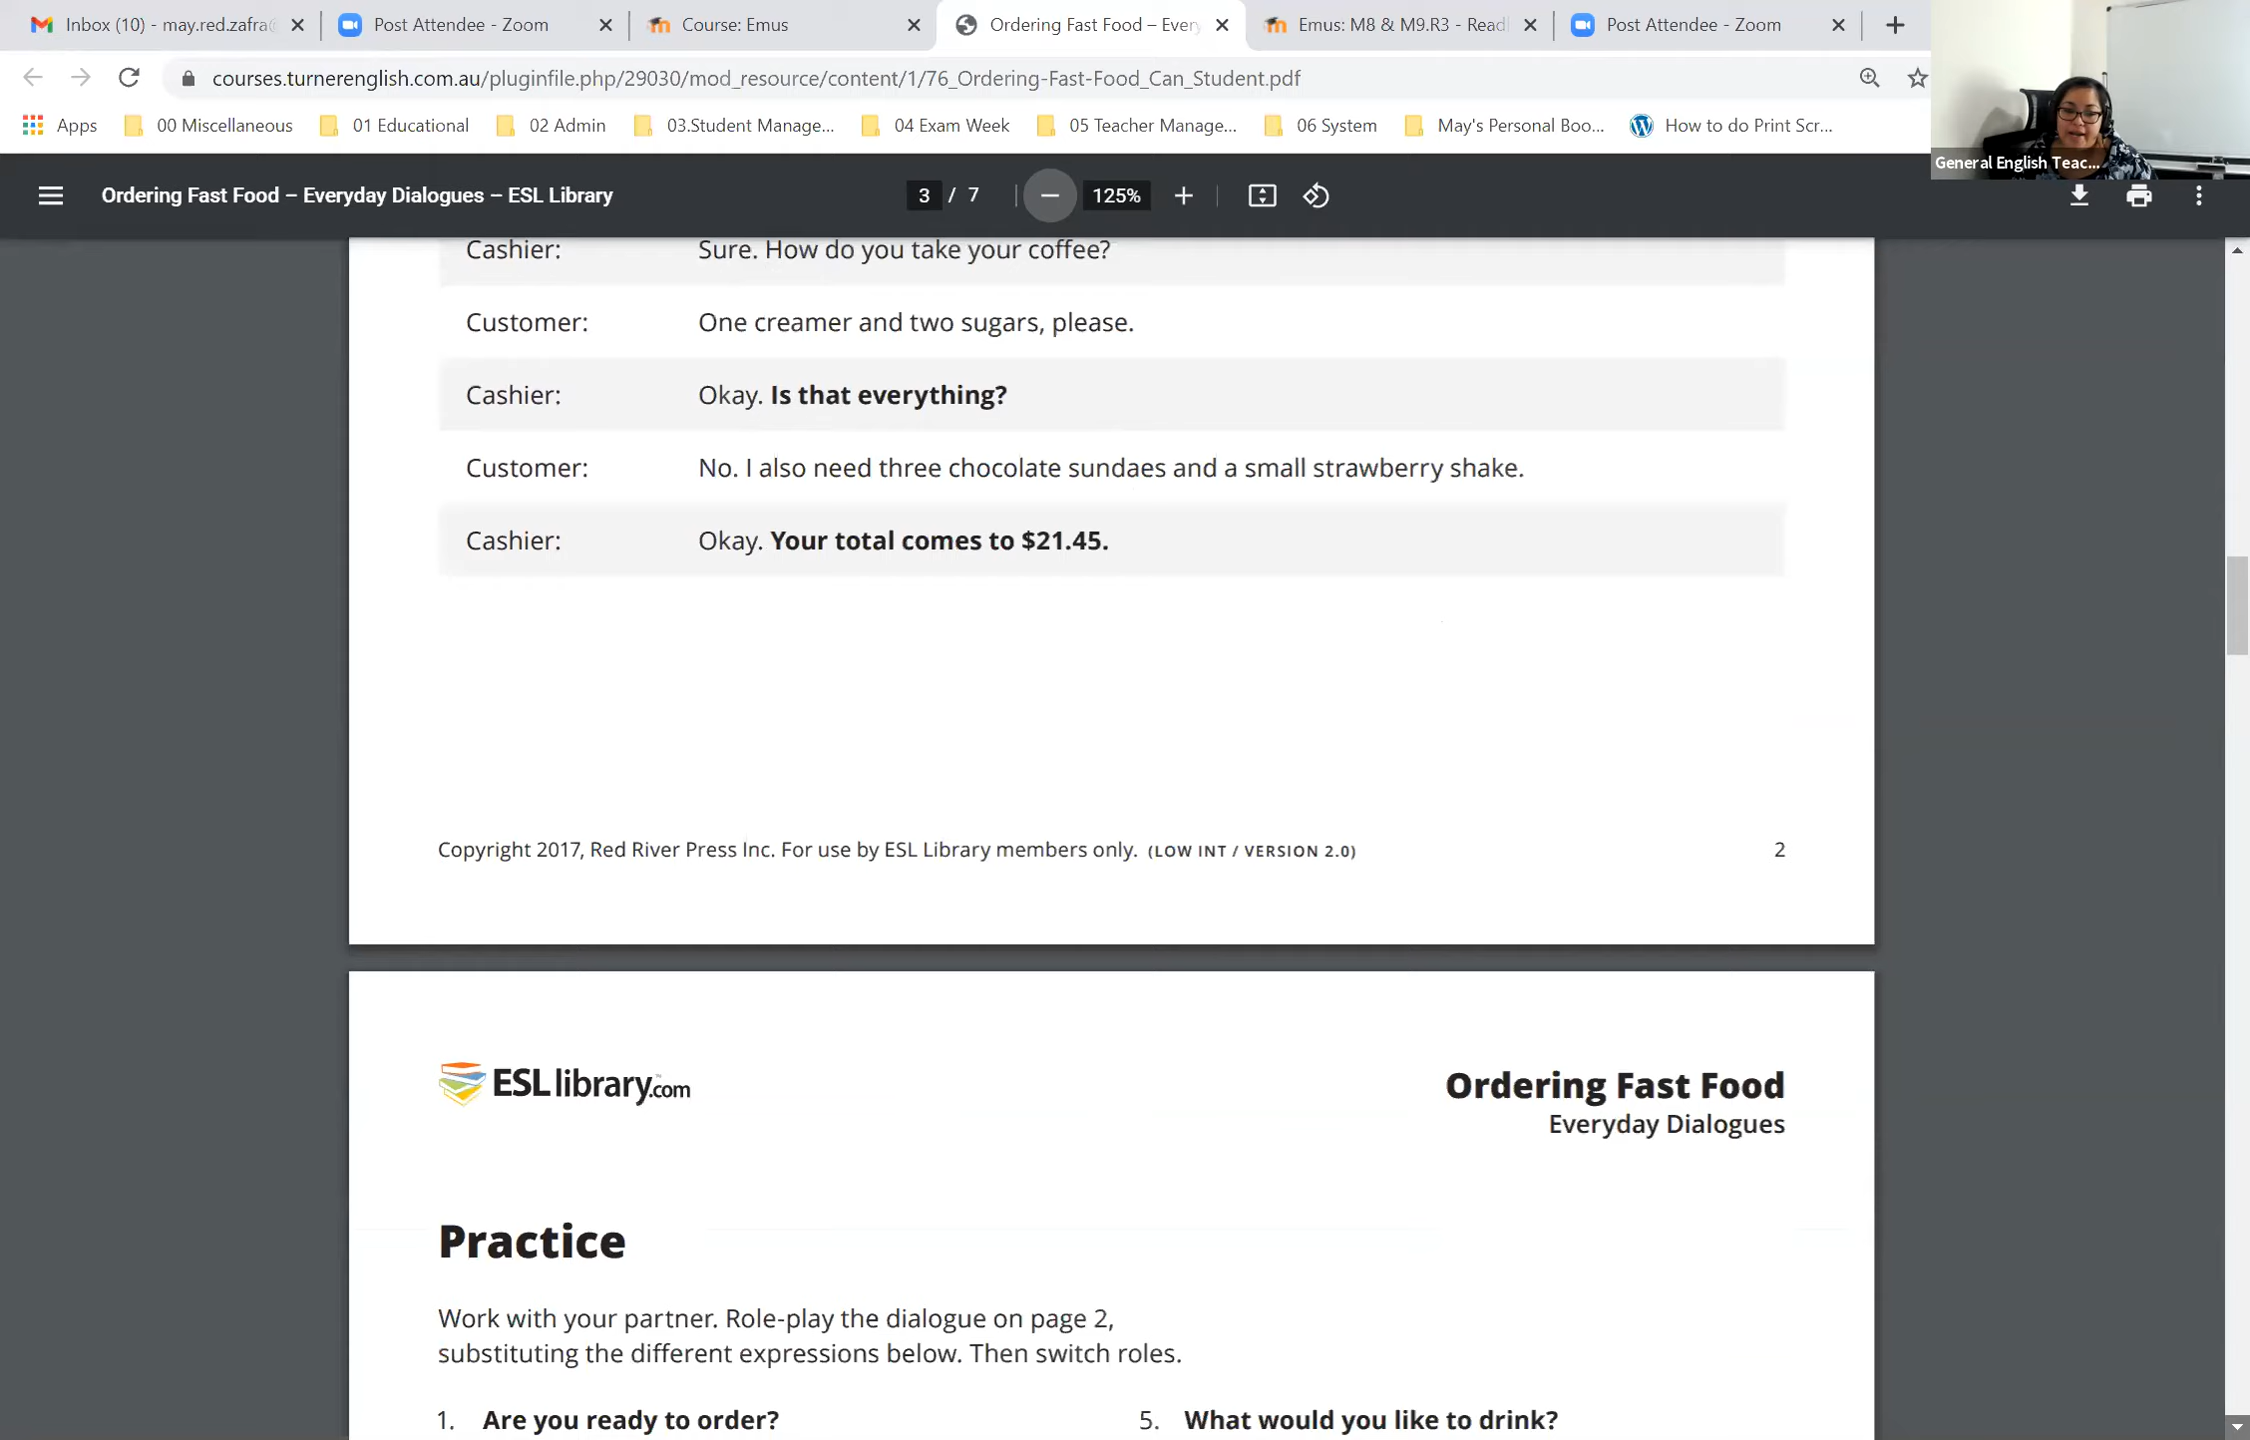 Inbox (10) - may.red.zafra@
Post Attendee - Zoom
Course: Emus
Ordering Fast Food – Every
Emus: M8 & M9.R3 - Readi
Post Attendee - Zoom
courses.turnerenglish.com.au/pluginfile.php/29030/mod_resource/content/1/76_Ordering-Fast-Food_Can_Student.pdf
Apps
00 Miscellaneous
01 Educational
02 Admin
03.Student Manage...
04 Exam Week
05 Teacher Manage...
06 System
May's Personal Boo...
How to do Print Scr...
General English Teac...
Ordering Fast Food – Everyday Dialogues – ESL Library
3 / 7
125%
Cashier: Sure. How do you take your coffee?
Customer: One creamer and two sugars, please.
Cashier: Okay. Is that everything?
Customer: No. I also need three chocolate sundaes and a small strawberry shake.
Cashier: Okay. Your total comes to $21.45.
Copyright 2017, Red River Press Inc. For use by ESL Library members only. (LOW INT / VERSION 2.0) 2
ESL library.com
Ordering Fast Food
Everyday Dialogues
Practice
Work with your partner. Role-play the dialogue on page 2,
substituting the different expressions below. Then switch roles.
1. Are you ready to order?
5. What would you like to drink?